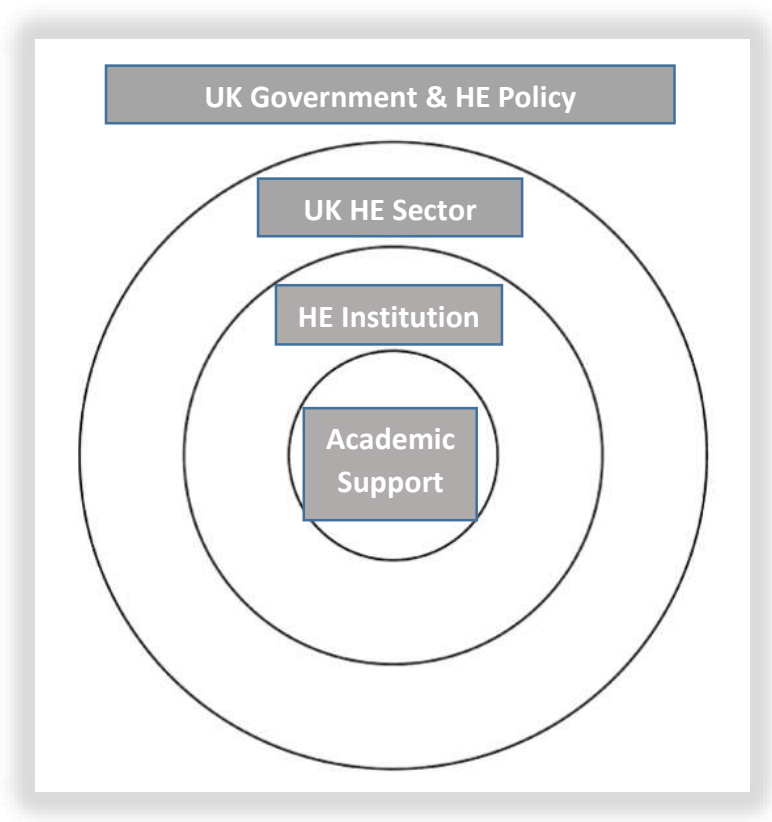 UK Government & HE Policy
UK HE Sector
HE Institution
Academic
Support